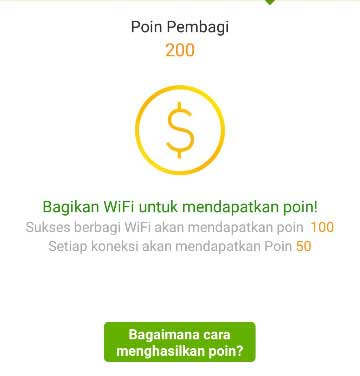 Poin Pembagi
200
$
Bagikan WiFi untuk mendapatkan poin!
Sukses berbagi WiFi akan mendapatkan poin 100
Setiap koneksi akan mendapatkan Poin 50
Bagaimana cara
menghasilkan poin?